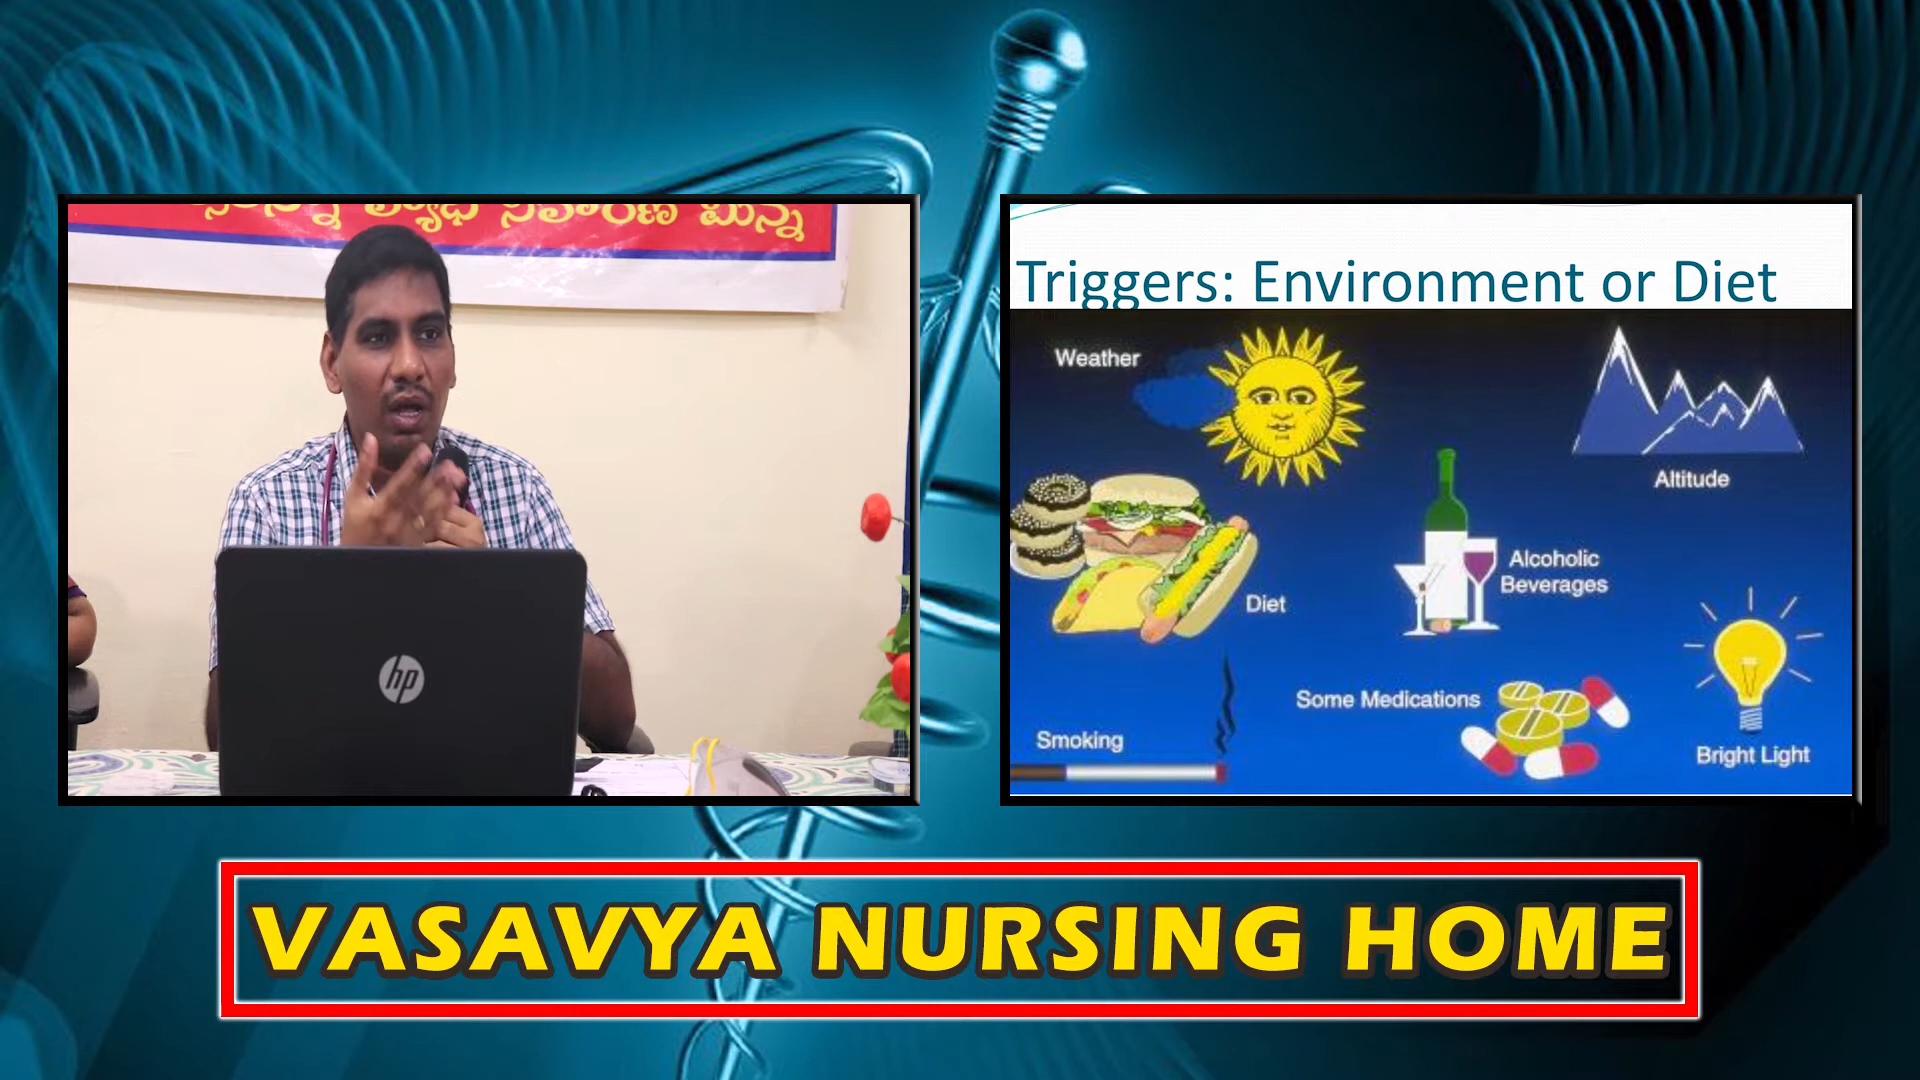 Triggers: Environment or Diet
Weather
Altitude
Alcoholic
Beverages
Diet
Some Medications
Smoking
Bright Light
hp
VASAVYA NURSING HOME